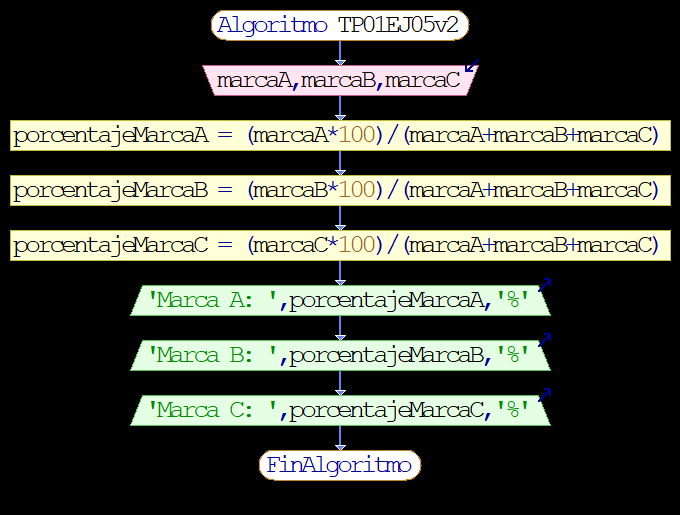 Algoritmo TP01EJ05v2
marcaA,marcaB,marcaC
porcentajeMarcaA = (marcaA*100)/(marcaA+marcaB+marcaC)
porcentajeMarcaB = (marcaB*100)/(marcaA+marcaB+marcaC)
porcentajeMarcaC = (marcaC*100)/(marcaA+marcaB+marcaC)
'Marca A: ',porcentajeMarcaA,'%'
'Marca B: ',porcentajeMarcaB,'%'
'Marca C: ',porcentajeMarcaC,'%'
FinAlgoritmo